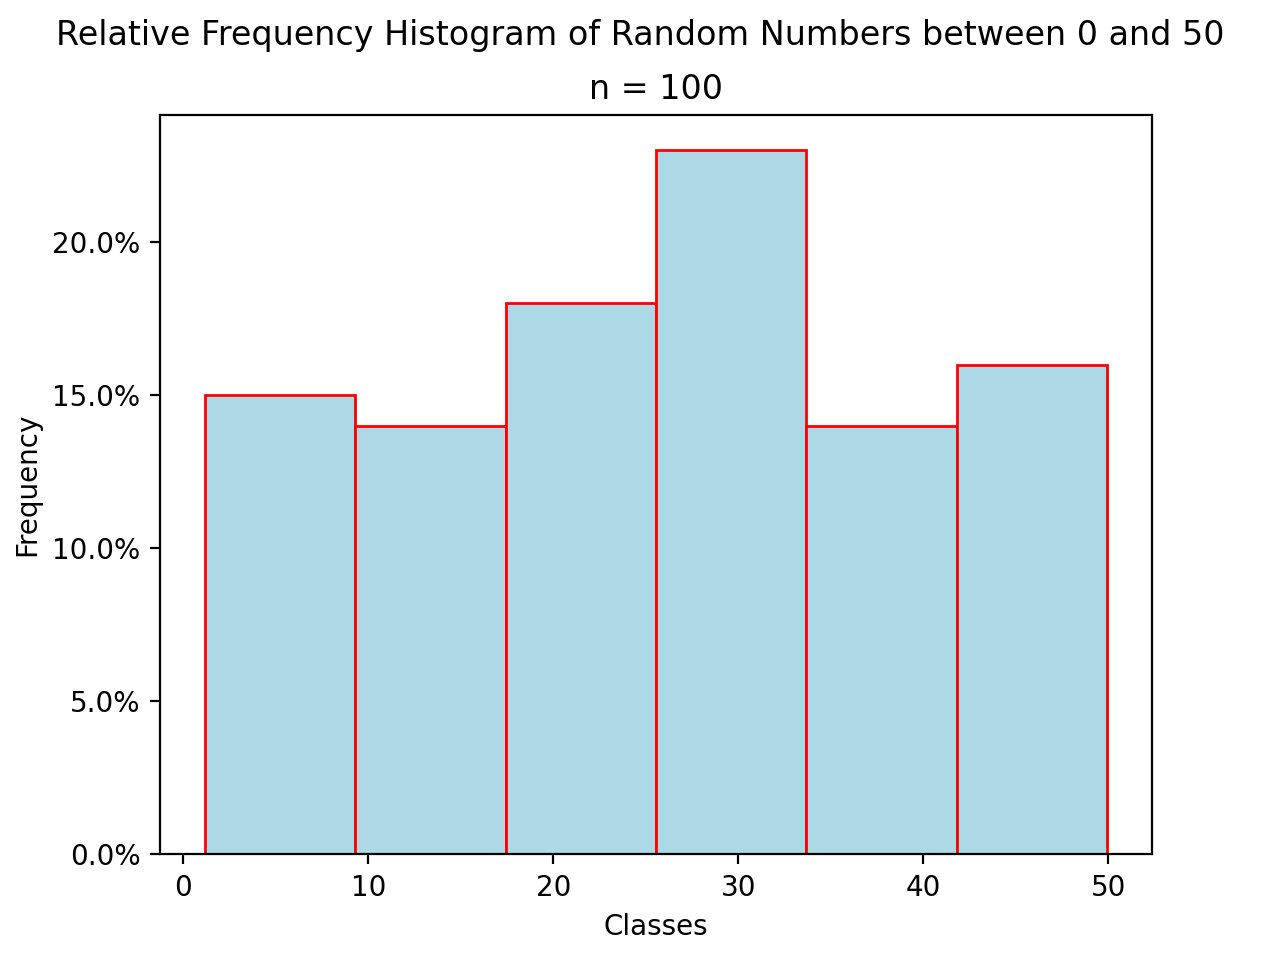 Relative Frequency Histogram of Random Numbers between 0 and 50
n = 100
20.0%
15.0%
10.0%
5.0%
0.0%
Frequency
0 10 20 30 40 50
Classes